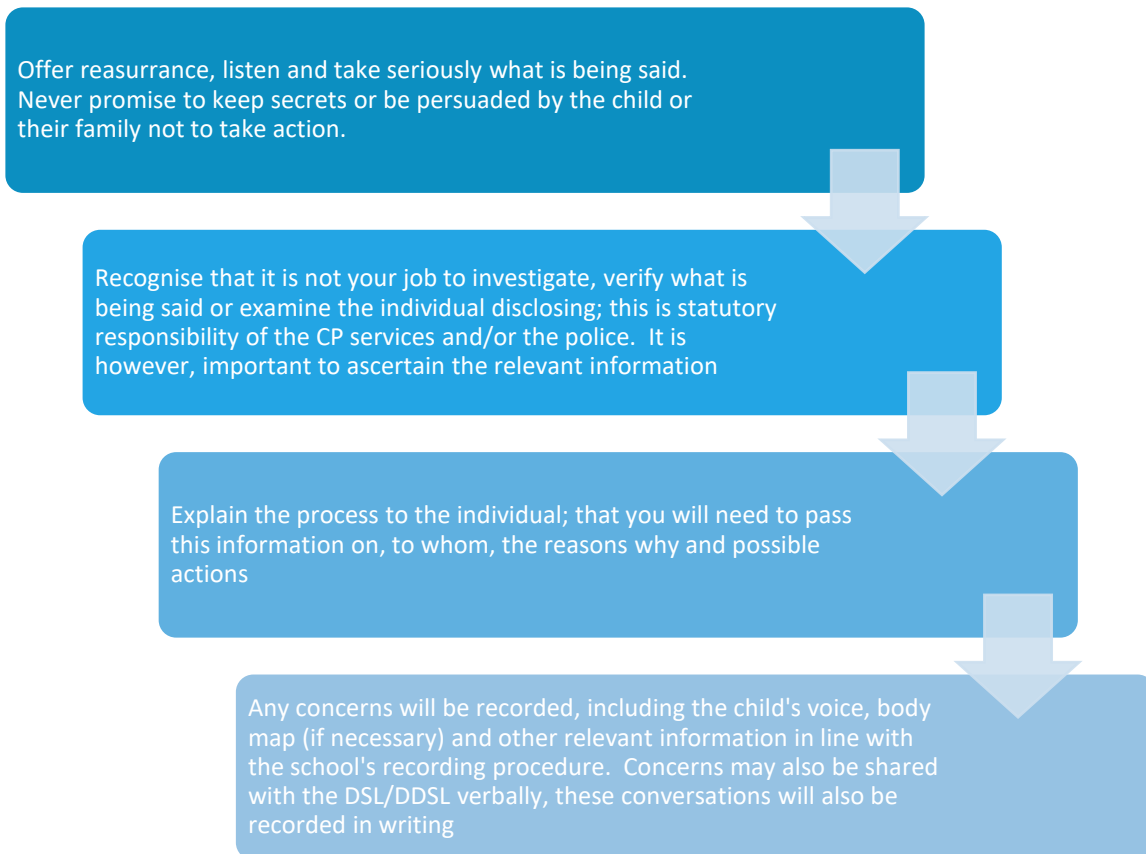 Offer reasurrance, listen and take seriously what is being said.
Never promise to keep secrets or be persuaded by the child or
their family not to take action.
Recognise that it is not your job to investigate, verify what is
being said or examine the individual disclosing; this is statutory
responsibility of the CP services and/or the police.  It is
however, important to ascertain the relevant information
Explain the process to the individual; that you will need to pass
this information on, to whom, the reasons why and possible
actions
Any concerns will be recorded, including the child's voice, body
map (if necessary) and other relevant information in line with
the school's recording procedure.  Concerns may also be shared
with the DSL/DDSL verbally, these conversations will also be
recorded in writing